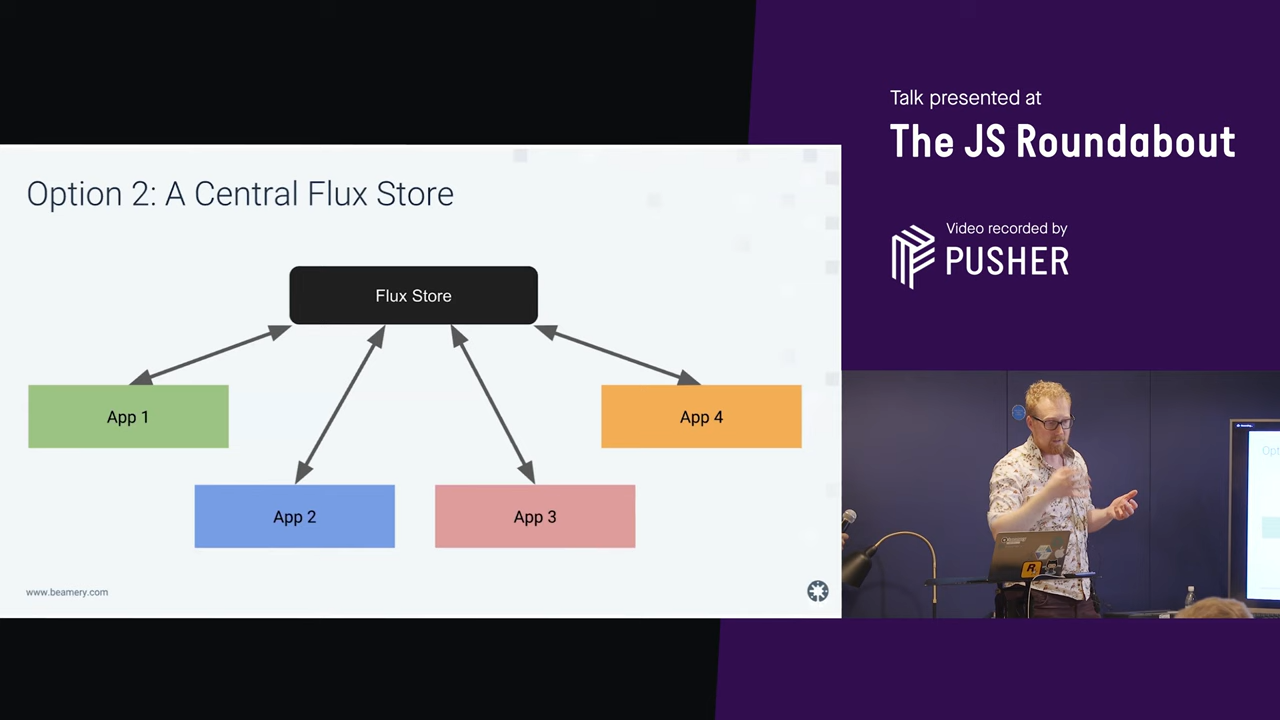 Option 2: A Central Flux Store
Flux Store
App 1
App 4
App 2
App 3
www.beamery.com
Talk presented at
The JS Roundabout
Video recorded by
PUSHER
R
Opt